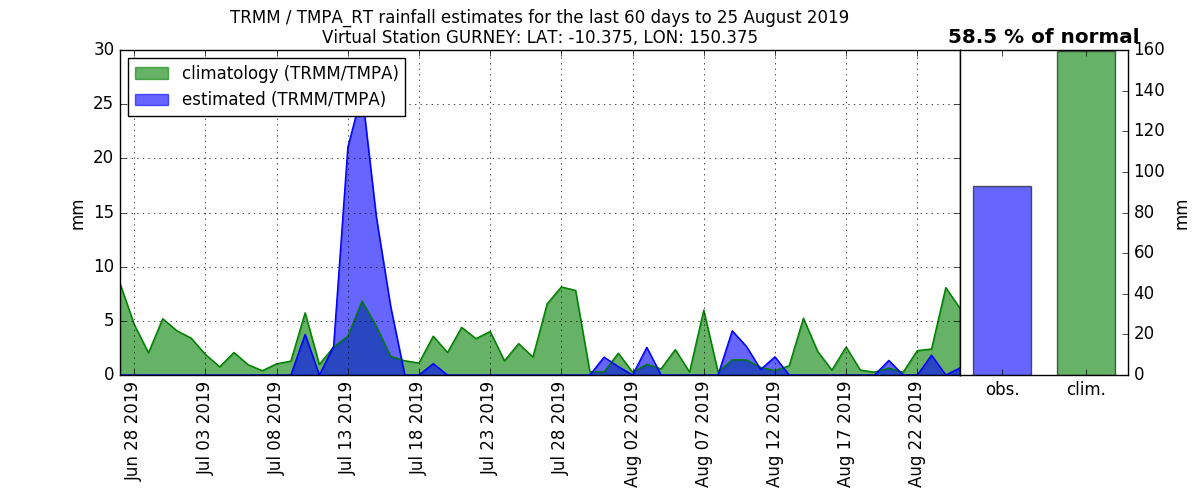 TRMM / TMPA_RT rainfall estimates for the last 60 days to 25 August 2019
Virtual Station GURNEY: LAT: -10.375, LON: 150.375
58.5 % of normal
climatology (TRMM/TMPA)
estimated (TRMM/TMPA)
30
25
20
15
10
5
0
mm
160
140
120
100
80
60
40
20
0
mm
Jun 28 2019
Jul 03 2019
Jul 08 2019
Jul 13 2019
Jul 18 2019
Jul 23 2019
Jul 28 2019
Aug 02 2019
Aug 07 2019
Aug 12 2019
Aug 17 2019
Aug 22 2019
obs.
clim.